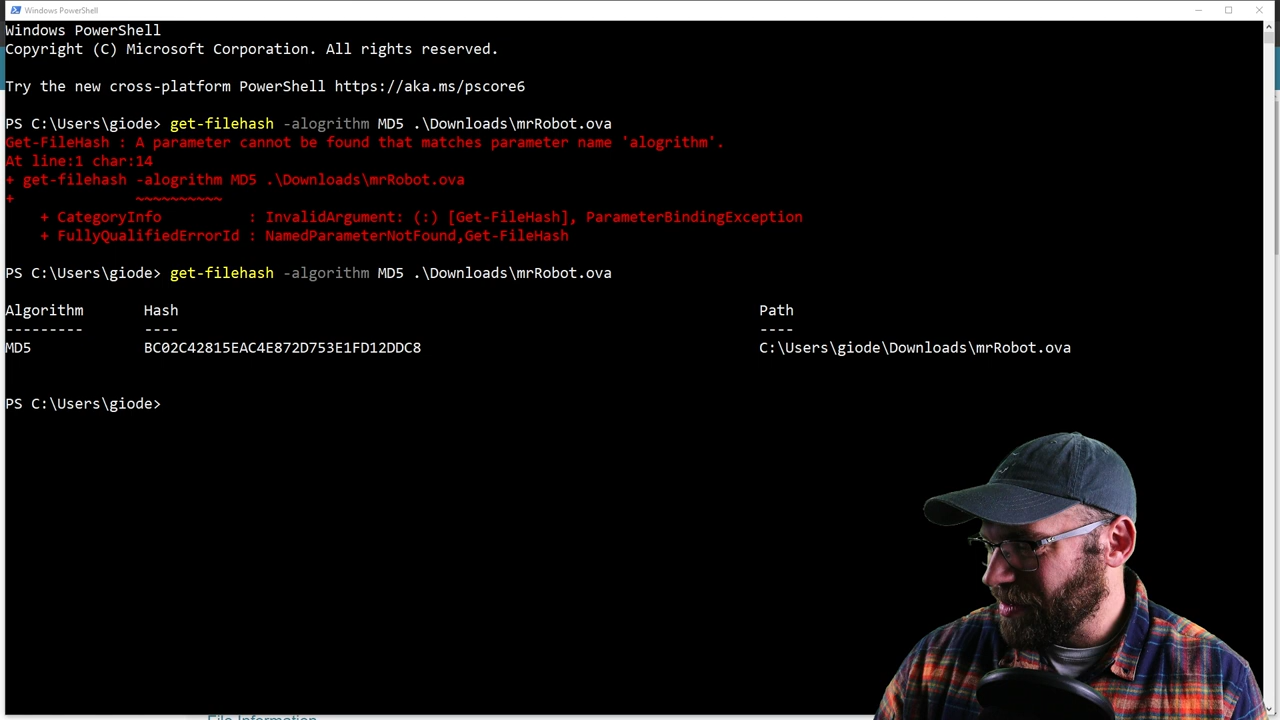 Windows PowerShell
Windows PowerShell
Copyright (C) Microsoft Corporation. All rights reserved.
Try the new cross-platform PowerShell https://aka.ms/pscore6
PS C:\Users\giode> get-filehash -alogrithm MD5 .\Downloads\mrRobot.ova
Get-FileHash : A parameter cannot be found that matches parameter name 'alogrithm'.
At line:1 char:14
+ get-filehash -alogrithm MD5 .\Downloads\mrRobot.ova
+ ~~~~~~~~~~
+ CategoryInfo : InvalidArgument: (:) [Get-FileHash], ParameterBindingException
+ FullyQualifiedErrorId : NamedParameterNotFound,Get-FileHash
PS C:\Users\giode> get-filehash -algorithm MD5 .\Downloads\mrRobot.ova
Algorithm Hash Path
--------- ---- ----
MD5 BC02C42815EAC4E872D753E1FD12DDC8 C:\Users\giode\Downloads\mrRobot.ova
PS C:\Users\giode>
File Information